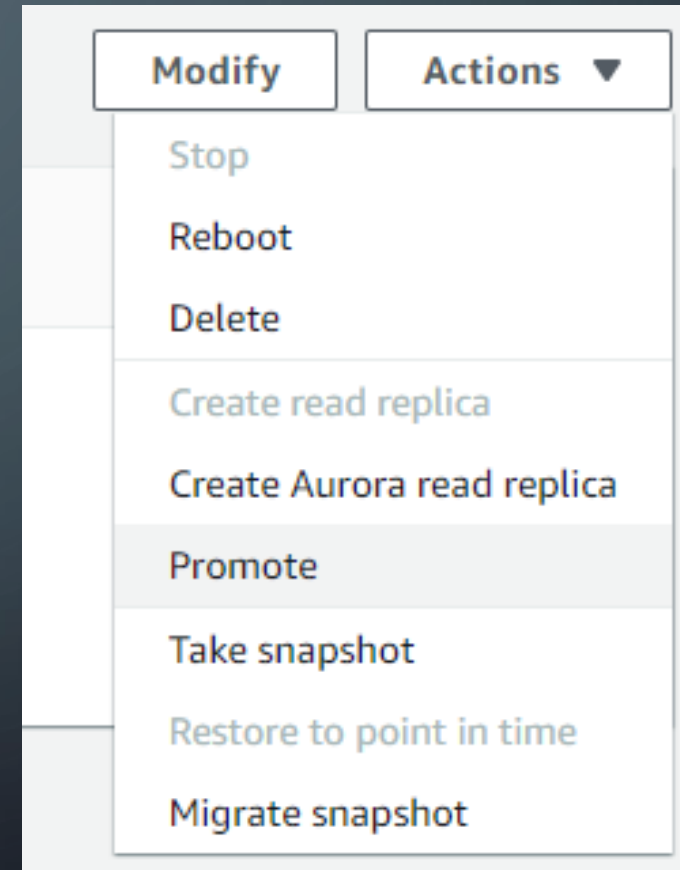 Modify Actions
Stop
Reboot
Delete
Create read replica
Create Aurora read replica
Promote
Take snapshot
Restore to point in time
Migrate snapshot